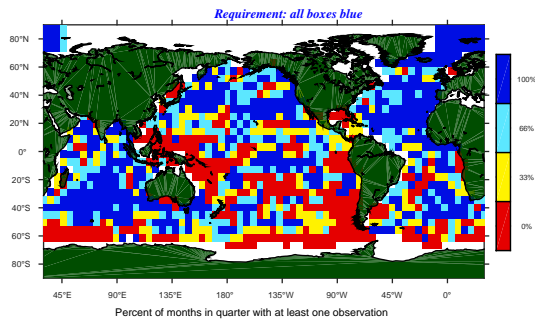 Requirement: all boxes blue
80°N
60°N
40°N
20°N
0°
20°S
40°S
60°S
80°S
100%
66%
33%
0%
45°E 90°E 135°E 180° 135°W 90°W 45°W 0°
Percent of months in quarter with at least one observation